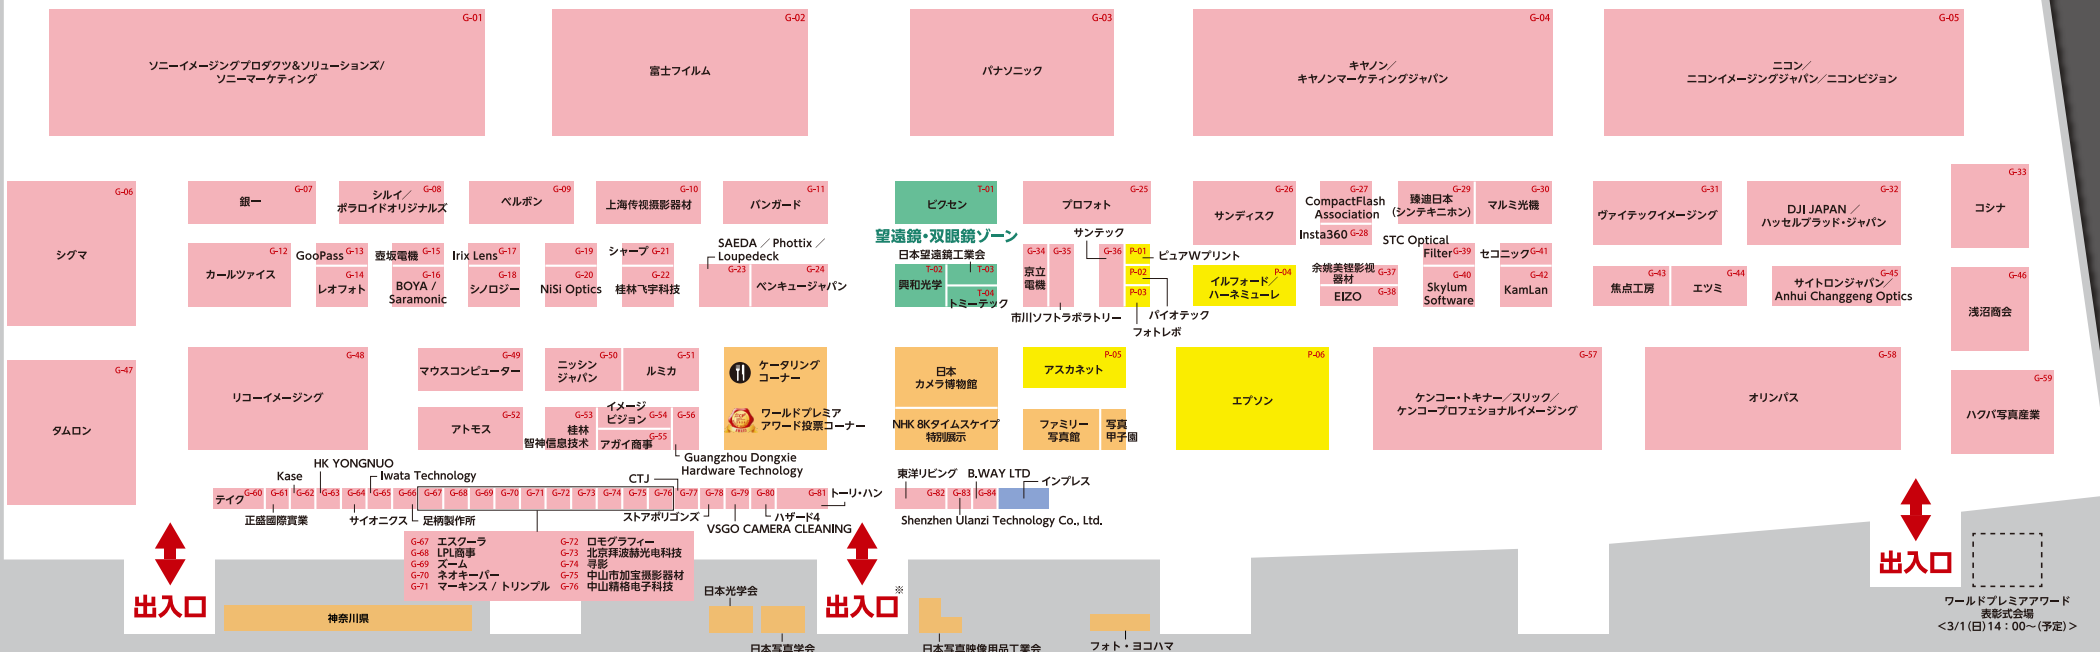 G-01
ソニーイメージングプロダクツ&ソリューションズ/
ソニーマーケティング
G-02
富士フイルム
G-03
パナソニック
G-04
キヤノン／
キヤノンマーケティングジャパン
G-05
ニコン／
ニコンイメージングジャパン／ニコンビジョン
G-06
シグマ
G-07
銀一
G-08
シルイ／
ポラロイドオリジナルズ
G-09
ベルボン
G-10
上海传视摄影器材
G-11
バンガード
T-01
ビクセン
G-25
プロフォト
G-26
サンディスク
G-27
CompactFlash
Association
G-29
臻迪日本
(シンテキニホン)
G-30
マルミ光機
G-31
ヴァイテックイメージング
G-32
DJI JAPAN ／
ハッセルブラッド・ジャパン
G-33
コシナ
G-12
カールツァイス
GooPass G-13
G-14
レオフォト
壺坂電機 G-15
G-16
BOYA /
Saramonic
Irix Lens G-17
G-18
シノロジー
G-19
G-20
NiSi Optics
シャープ G-21
G-22
桂林飞宇科技
SAEDA ／ Phottix ／
Loupedeck
G-23
G-24
ベンキュージャパン
望遠鏡・双眼鏡ゾーン
日本望遠鏡工業会
T-02
興和光学
T-03
T-04
トミーテック
G-34
京立
電機
G-35
市川ソフトラボラトリー
サンテック
G-36
P-01
ピュアWプリント
P-02
パイオテック
P-03
フォトレボ
P-04
イルフォード／
ハーネミューレ
Insta360 G-28
余姚美镗影视
器材
G-37
EIZO G-38
STC Optical
Filter G-39
G-40
Skylum
Software
セコニック G-41
G-42
KamLan
G-43
焦点工房
G-44
エツミ
G-45
サイトロンジャパン／
Anhui Changgeng Optics
G-46
浅沼商会
G-47
タムロン
G-48
リコーイメージング
G-49
マウスコンピューター
G-50
ニッシン
ジャパン
G-51
ルミカ
ケータリング
コーナー
ワールドプレミア
アワード投票コーナー
日本
カメラ博物館
NHK 8Kタイムスケイプ
特別展示
P-05
アスカネット
ファミリー
写真館
写真
甲子園
P-06
エプソン
G-57
ケンコー・トキナー／スリック／
ケンコープロフェショナルイメージング
G-58
オリンパス
G-59
ハクバ写真産業
G-52
アトモス
G-53
桂林
智神信息技术
イメージ
ビジョン G-54
アガイ商事 G-55
G-56
Guangzhou Dongxie
Hardware Technology
テイク G-60
G-61
正盛國際實業
Kase
G-62
HK YONGNUO
G-63
G-64
サイオニクス
Iwata Technology
G-65
G-66
足柄製作所
G-67 G-68 G-69 G-70 G-71 G-72 G-73 G-74 G-75 G-76
CTJ
G-77
G-78
ストアポリゴンズ
G-79
VSGO CAMERA CLEANING
G-80
ハザード4
G-81
トーリ・ハン
東洋リビング
G-82
G-83
Shenzhen Ulanzi Technology Co., Ltd.
B.WAY LTD
G-84
インプレス
G-67 エスクーラ
G-68 LPL商事
G-69 ズーム
G-70 ネオキーパー
G-71 マーキンス / トリンプル
G-72 ロモグラフィー
G-73 北京拜波赫光电科技
G-74 寻影
G-75 中山市加宝摄影器材
G-76 中山精格电子科技
出入口
出入口
※
出入口
神奈川県
日本光学会
日本写真学会
日本写真映像用品工業会
フォト・ヨコハマ
ワールドプレミアアワード
表彰式会場
<3/1(日)14：00〜(予定)>